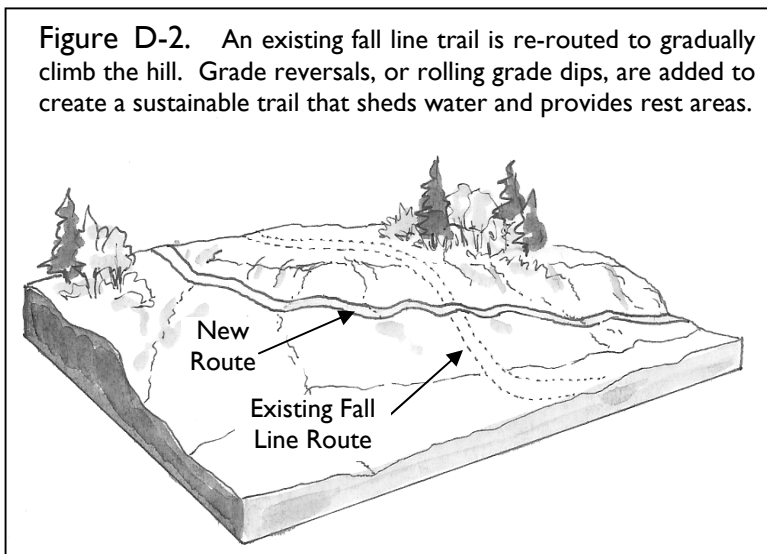 Figure D-2. An existing fall line trail is re-routed to gradually
climb the hill. Grade reversals, or rolling grade dips, are added to
create a sustainable trail that sheds water and provides rest areas.
New
Route
Existing Fall
Line Route